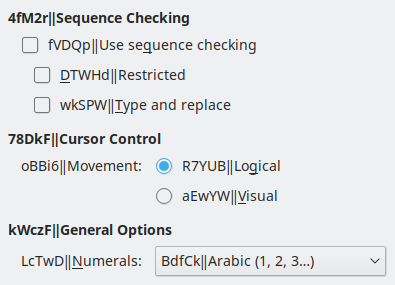 4fM2r||Sequence Checking
fVDQp||Use sequence checking
DTWHd||Restricted
wkSPW||Type and replace
78DkF||Cursor Control
oBBi6||Movement: R7YUB||Logical
aEwYW||Visual
kWczF||General Options
LcTwD||Numerals: BdfCk||Arabic (1, 2, 3...)